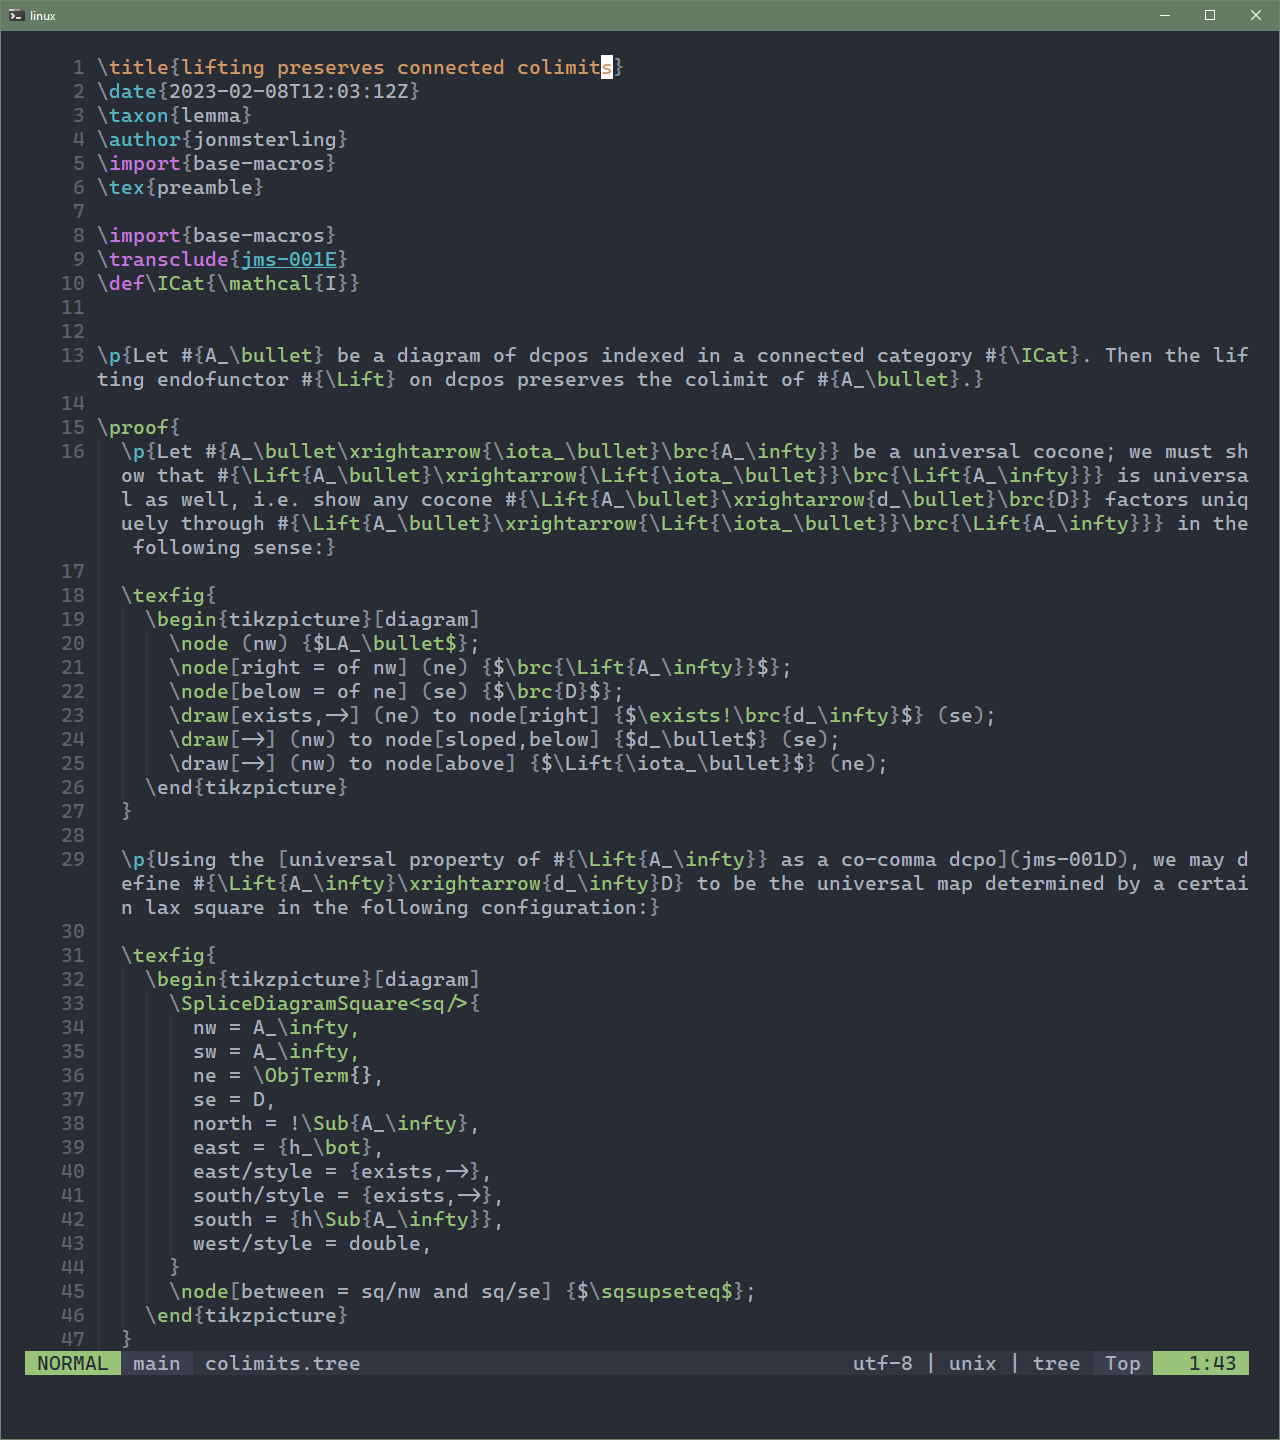 linux
1 \title{lifting preserves connected colimits}
2 \date{2023-02-08T12:03:12Z}
3 \taxon{lemma}
4 \author{jonmsterling}
5 \import{base-macros}
6 \tex{preamble}
7
8 \import{base-macros}
9 \transclude{jms-001E}
10 \def\ICat{\mathcal{I}}
11
12
13 \p{Let #{A_\bullet} be a diagram of dcpos indexed in a connected category #{\ICat}. Then the lif
ting endofunctor #{\Lift} on dcpos preserves the colimit of #{A_\bullet}.}
14
15 \proof{
16   \p{Let #{A_\bullet\xrightarrow{\iota_\bullet}\brc{A_\infty}} be a universal cocone; we must sh
ow that #{\Lift{A_\bullet}\xrightarrow{\Lift{\iota_\bullet}}\brc{\Lift{A_\infty}}} is universa
l as well, i.e. show any cocone #{\Lift{A_\bullet}\xrightarrow{d_\bullet}\brc{D}} factors uniq
uely through #{\Lift{A_\bullet}\xrightarrow{\Lift{\iota_\bullet}}\brc{\Lift{A_\infty}}} in the
 following sense:}
17
18   \texfig{
19     \begin{tikzpicture}[diagram]
20       \node (nw) {$LA_\bullet$};
21       \node[right = of nw] (ne) {$\brc{\Lift{A_\infty}}$};
22       \node[below = of ne] (se) {$\brc{D}$};
23       \draw[exists,->] (ne) to node[right] {$\exists!\brc{d_\infty}$} (se);
24       \draw[->] (nw) to node[sloped,below] {$d_\bullet$} (se);
25       \draw[->] (nw) to node[above] {$\Lift{\iota_\bullet}$} (ne);
26     \end{tikzpicture}
27   }
28
29   \p{Using the [universal property of #{\Lift{A_\infty}} as a co-comma dcpo](jms-001D), we may d
efine #{\Lift{A_\infty}\xrightarrow{d_\infty}D} to be the universal map determined by a certai
n lax square in the following configuration:}
30
31   \texfig{
32     \begin{tikzpicture}[diagram]
33       \SpliceDiagramSquare<sq/>{
34         nw = A_\infty,
35         sw = A_\infty,
36         ne = \ObjTerm{},
37         se = D,
38         north = !\Sub{A_\infty},
39         east = {h_\bot},
40         east/style = {exists,->},
41         south/style = {exists,->},
42         south = {h\Sub{A_\infty}},
43         west/style = double,
44       }
45       \node[between = sq/nw and sq/se] {$\sqsupseteq$};
46     \end{tikzpicture}
47   }
NORMAL main colimits.tree utf-8 | unix | tree Top 1:43